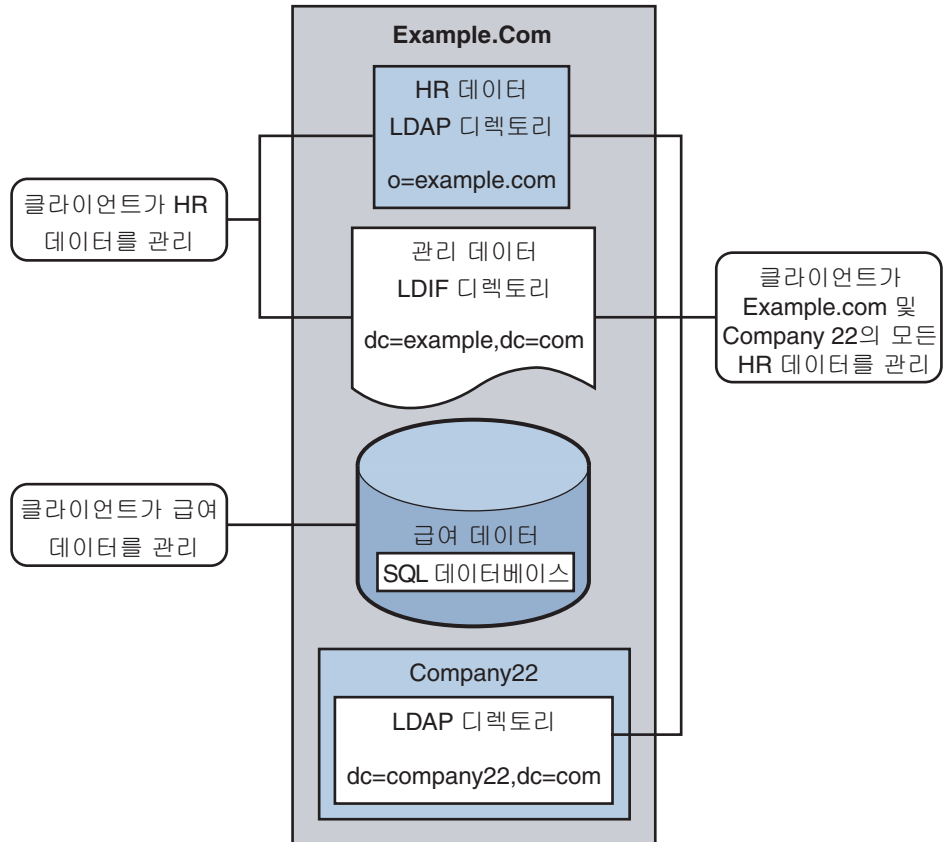 Example.Com
HR 데이터
LDAP 디렉토리
o=example.com
클라이언트가 HR
데이터를 관리
관리 데이터
LDIF 디렉토리
dc=example,dc=com
클라이언트가
Example.com 및
Company 22의 모든
HR 데이터를 관리
클라이언트가 급여
데이터를 관리
급여 데이터
SQL 데이터베이스
Company22
LDAP 디렉토리
dc=company22,dc=com